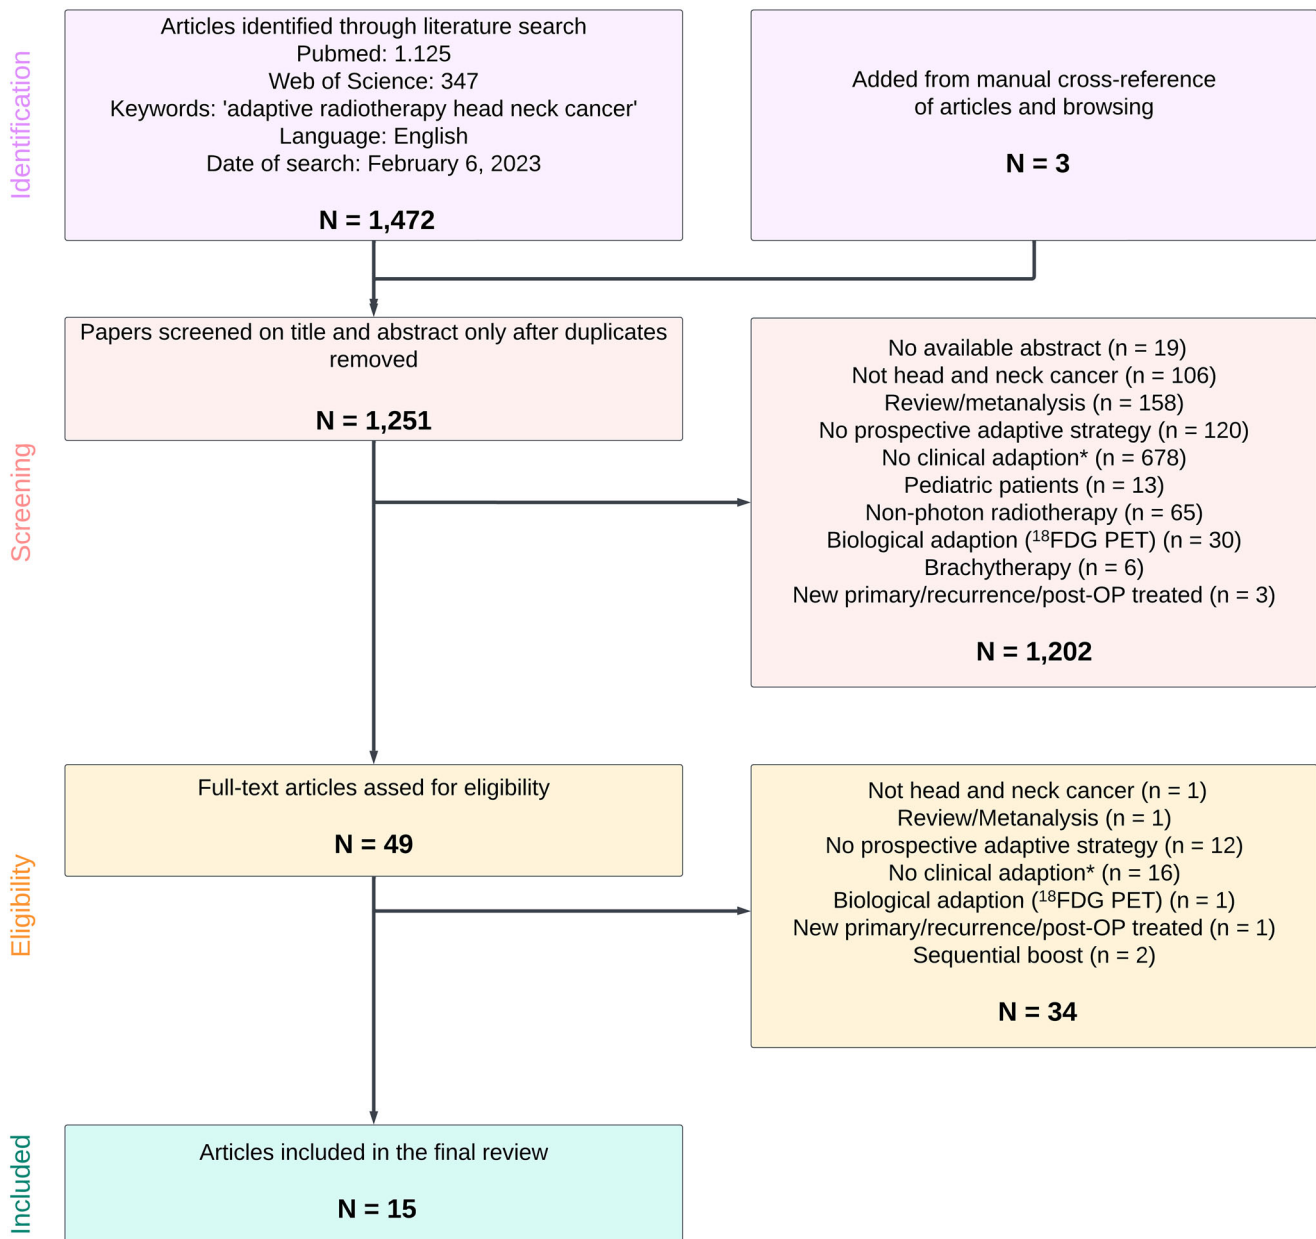 Identification
Articles identified through literature search
Pubmed: 1.125
Web of Science: 347
Keywords: 'adaptive radiotherapy head neck cancer'
Language: English
Date of search: February 6, 2023
N = 1,472
Added from manual cross-reference
of articles and browsing
N = 3
Screening
Papers screened on title and abstract only after duplicates
removed
N = 1,251
No available abstract (n = 19)
Not head and neck cancer (n = 106)
Review/metanalysis (n = 158)
No prospective adaptive strategy (n = 120)
No clinical adaption* (n = 678)
Pediatric patients (n = 13)
Non-photon radiotherapy (n = 65)
Biological adaption (¹⁸FDG PET) (n = 30)
Brachytherapy (n = 6)
New primary/recurrence/post-OP treated (n = 3)
N = 1,202
Eligibility
Full-text articles assed for eligibility
N = 49
Not head and neck cancer (n = 1)
Review/Metanalysis (n = 1)
No prospective adaptive strategy (n = 12)
No clinical adaption* (n = 16)
Biological adaption (¹⁸FDG PET) (n = 1)
New primary/recurrence/post-OP treated (n = 1)
Sequential boost (n = 2)
N = 34
Included
Articles included in the final review
N = 15